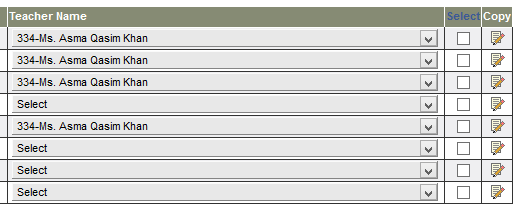 Teacher Name Select Copy
334-Ms. Asma Qasim Khan
334-Ms. Asma Qasim Khan
334-Ms. Asma Qasim Khan
Select
334-Ms. Asma Qasim Khan
Select
Select
Select